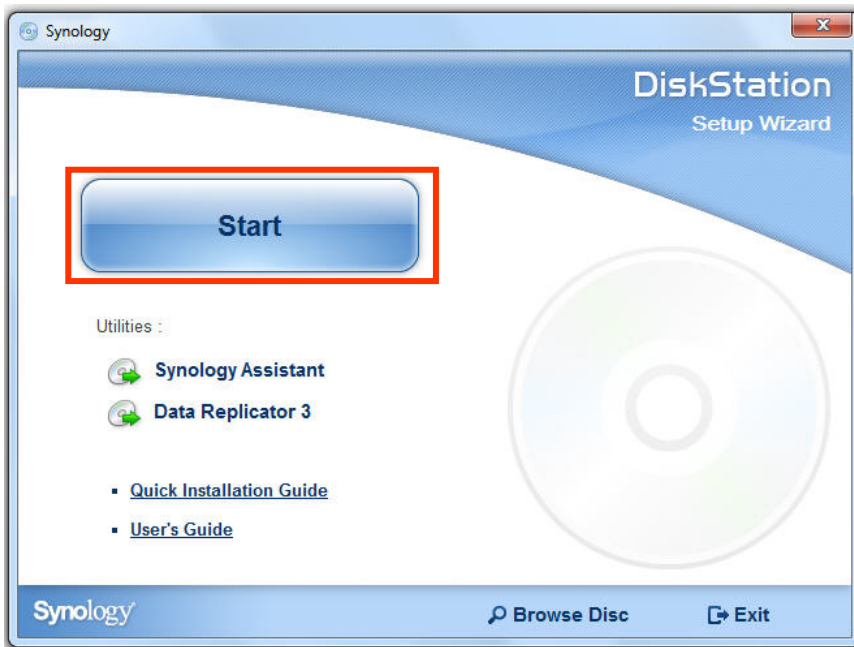 Synology
DiskStation
Setup Wizard
Start
Utilities :
Synology Assistant
Data Replicator 3
Quick Installation Guide
User's Guide
Synology
Browse Disc
Exit